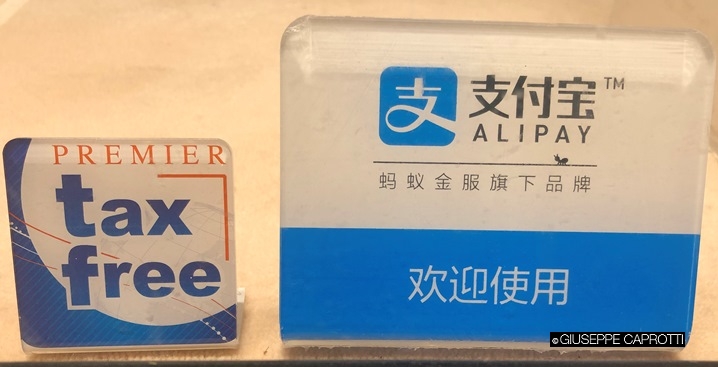 PREMIER
tax
free
支
支付宝™
ALIPAY
蚂蚁金服旗下品牌
欢迎使用
©GIUSEPPE CAPROTTI